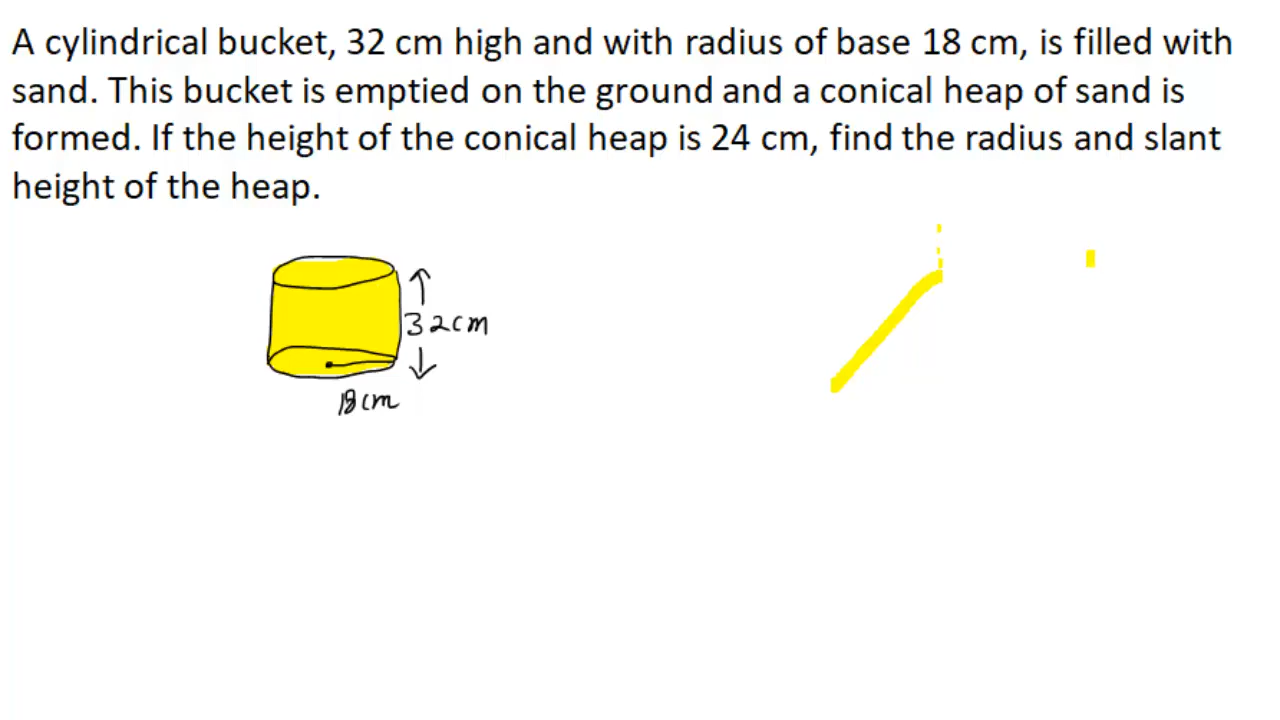 A cylindrical bucket, 32 cm high and with radius of base 18 cm, is filled with
sand. This bucket is emptied on the ground and a conical heap of sand is
formed. If the height of the conical heap is 24 cm, find the radius and slant
height of the heap.
32cm
18cm